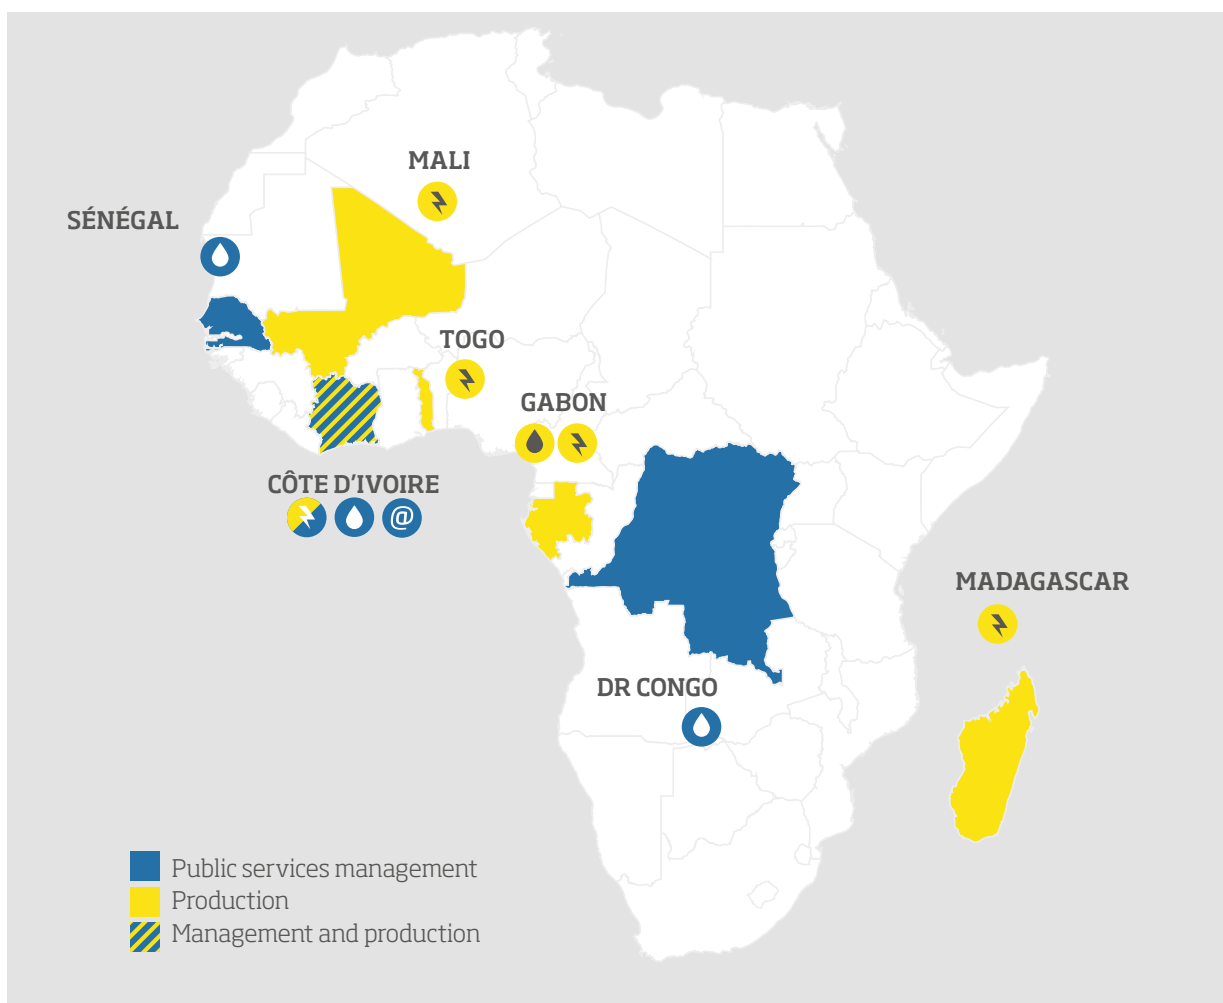 MALI
SÉNÉGAL
TOGO
GABON
CÔTE D'IVOIRE
@
MADAGASCAR
DR CONGO
Public services management
Production
Management and production